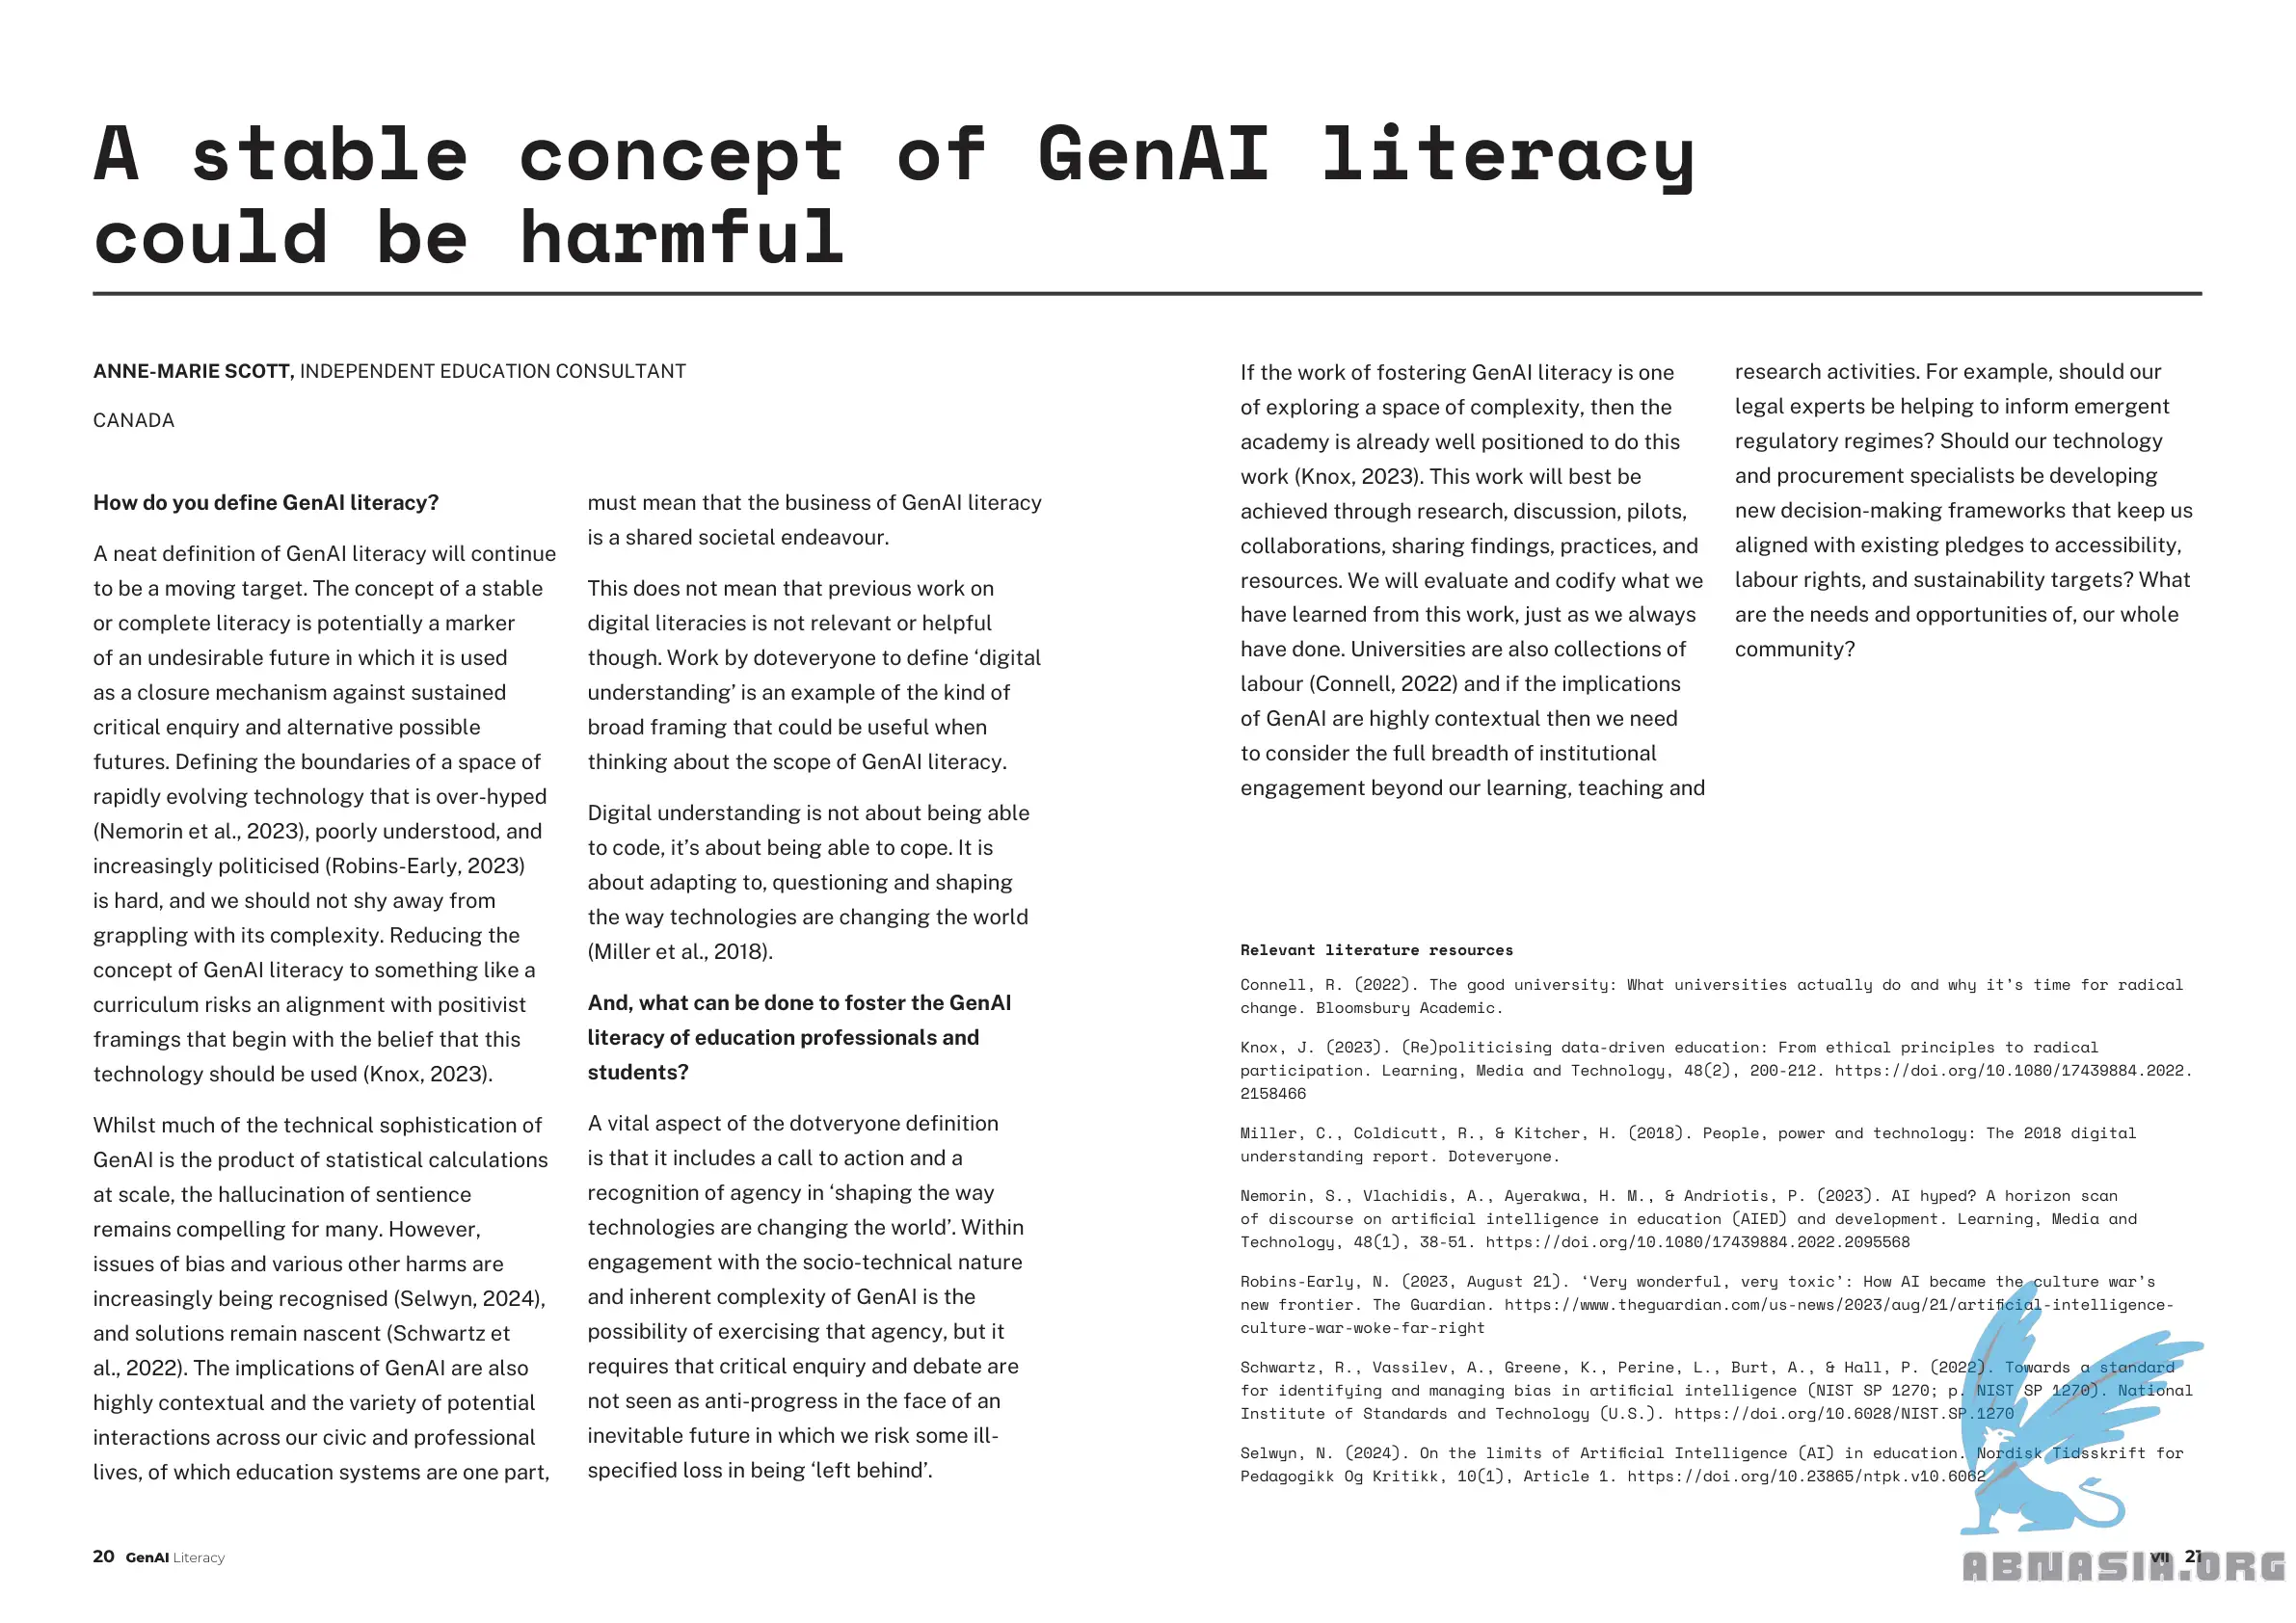 A stable concept of GenAI literacy
could be harmful
ANNE-MARIE SCOTT, INDEPENDENT EDUCATION CONSULTANT
CANADA
How do you define GenAI literacy?
A neat definition of GenAI literacy will continue
to be a moving target. The concept of a stable
or complete literacy is potentially a marker
of an undesirable future in which it is used
as a closure mechanism against sustained
critical enquiry and alternative possible
futures. Defining the boundaries of a space of
rapidly evolving technology that is over-hyped
(Nemorin et al., 2023), poorly understood, and
increasingly politicised (Robins-Early, 2023)
is hard, and we should not shy away from
grappling with its complexity. Reducing the
concept of GenAI literacy to something like a
curriculum risks an alignment with positivist
framings that begin with the belief that this
technology should be used (Knox, 2023).
Whilst much of the technical sophistication of
GenAI is the product of statistical calculations
at scale, the hallucination of sentience
remains compelling for many. However,
issues of bias and various other harms are
increasingly being recognised (Selwyn, 2024),
and solutions remain nascent (Schwartz et
al., 2022). The implications of GenAI are also
highly contextual and the variety of potential
interactions across our civic and professional
lives, of which education systems are one part,
must mean that the business of GenAI literacy
is a shared societal endeavour.
This does not mean that previous work on
digital literacies is not relevant or helpful
though. Work by doteveryone to define ‘digital
understanding’ is an example of the kind of
broad framing that could be useful when
thinking about the scope of GenAI literacy.
Digital understanding is not about being able
to code, it’s about being able to cope. It is
about adapting to, questioning and shaping
the way technologies are changing the world
(Miller et al., 2018).
And, what can be done to foster the GenAI
literacy of education professionals and
students?
A vital aspect of the dotveryone definition
is that it includes a call to action and a
recognition of agency in ‘shaping the way
technologies are changing the world’. Within
engagement with the socio-technical nature
and inherent complexity of GenAI is the
possibility of exercising that agency, but it
requires that critical enquiry and debate are
not seen as anti-progress in the face of an
inevitable future in which we risk some ill-
specified loss in being ‘left behind’.
If the work of fostering GenAI literacy is one
of exploring a space of complexity, then the
academy is already well positioned to do this
work (Knox, 2023). This work will best be
achieved through research, discussion, pilots,
collaborations, sharing findings, practices, and
resources. We will evaluate and codify what we
have learned from this work, just as we always
have done. Universities are also collections of
labour (Connell, 2022) and if the implications
of GenAI are highly contextual then we need
to consider the full breadth of institutional
engagement beyond our learning, teaching and
research activities. For example, should our
legal experts be helping to inform emergent
regulatory regimes? Should our technology
and procurement specialists be developing
new decision-making frameworks that keep us
aligned with existing pledges to accessibility,
labour rights, and sustainability targets? What
are the needs and opportunities of, our whole
community?
Relevant literature resources
Connell, R. (2022). The good university: What universities actually do and why it’s time for radical
change. Bloomsbury Academic.
Knox, J. (2023). (Re)politicising data-driven education: From ethical principles to radical
participation. Learning, Media and Technology, 48(2), 200-212. https://doi.org/10.1080/17439884.2022.
2158466
Miller, C., Coldicutt, R., & Kitcher, H. (2018). People, power and technology: The 2018 digital
understanding report. Doteveryone.
Nemorin, S., Vlachidis, A., Ayerakwa, H. M., & Andriotis, P. (2023). AI hyped? A horizon scan
of discourse on artificial intelligence in education (AIED) and development. Learning, Media and
Technology, 48(1), 38-51. https://doi.org/10.1080/17439884.2022.2095568
Robins-Early, N. (2023, August 21). ‘Very wonderful, very toxic’: How AI became the culture war’s
new frontier. The Guardian. https://www.theguardian.com/us-news/2023/aug/21/artificial-intelligence-
culture-war-woke-far-right
Schwartz, R., Vassilev, A., Greene, K., Perine, L., Burt, A., & Hall, P. (2022). Towards a standard
for identifying and managing bias in artificial intelligence (NIST SP 1270; p. NIST SP 1270). National
Institute of Standards and Technology (U.S.). https://doi.org/10.6028/NIST.SP.1270
Selwyn, N. (2024). On the limits of Artificial Intelligence (AI) in education. Nordisk Tidsskrift for
Pedagogikk Og Kritikk, 10(1), Article 1. https://doi.org/10.23865/ntpk.v10.6062
20 GenAI Literacy
VII 21
ABNASIA.ORG